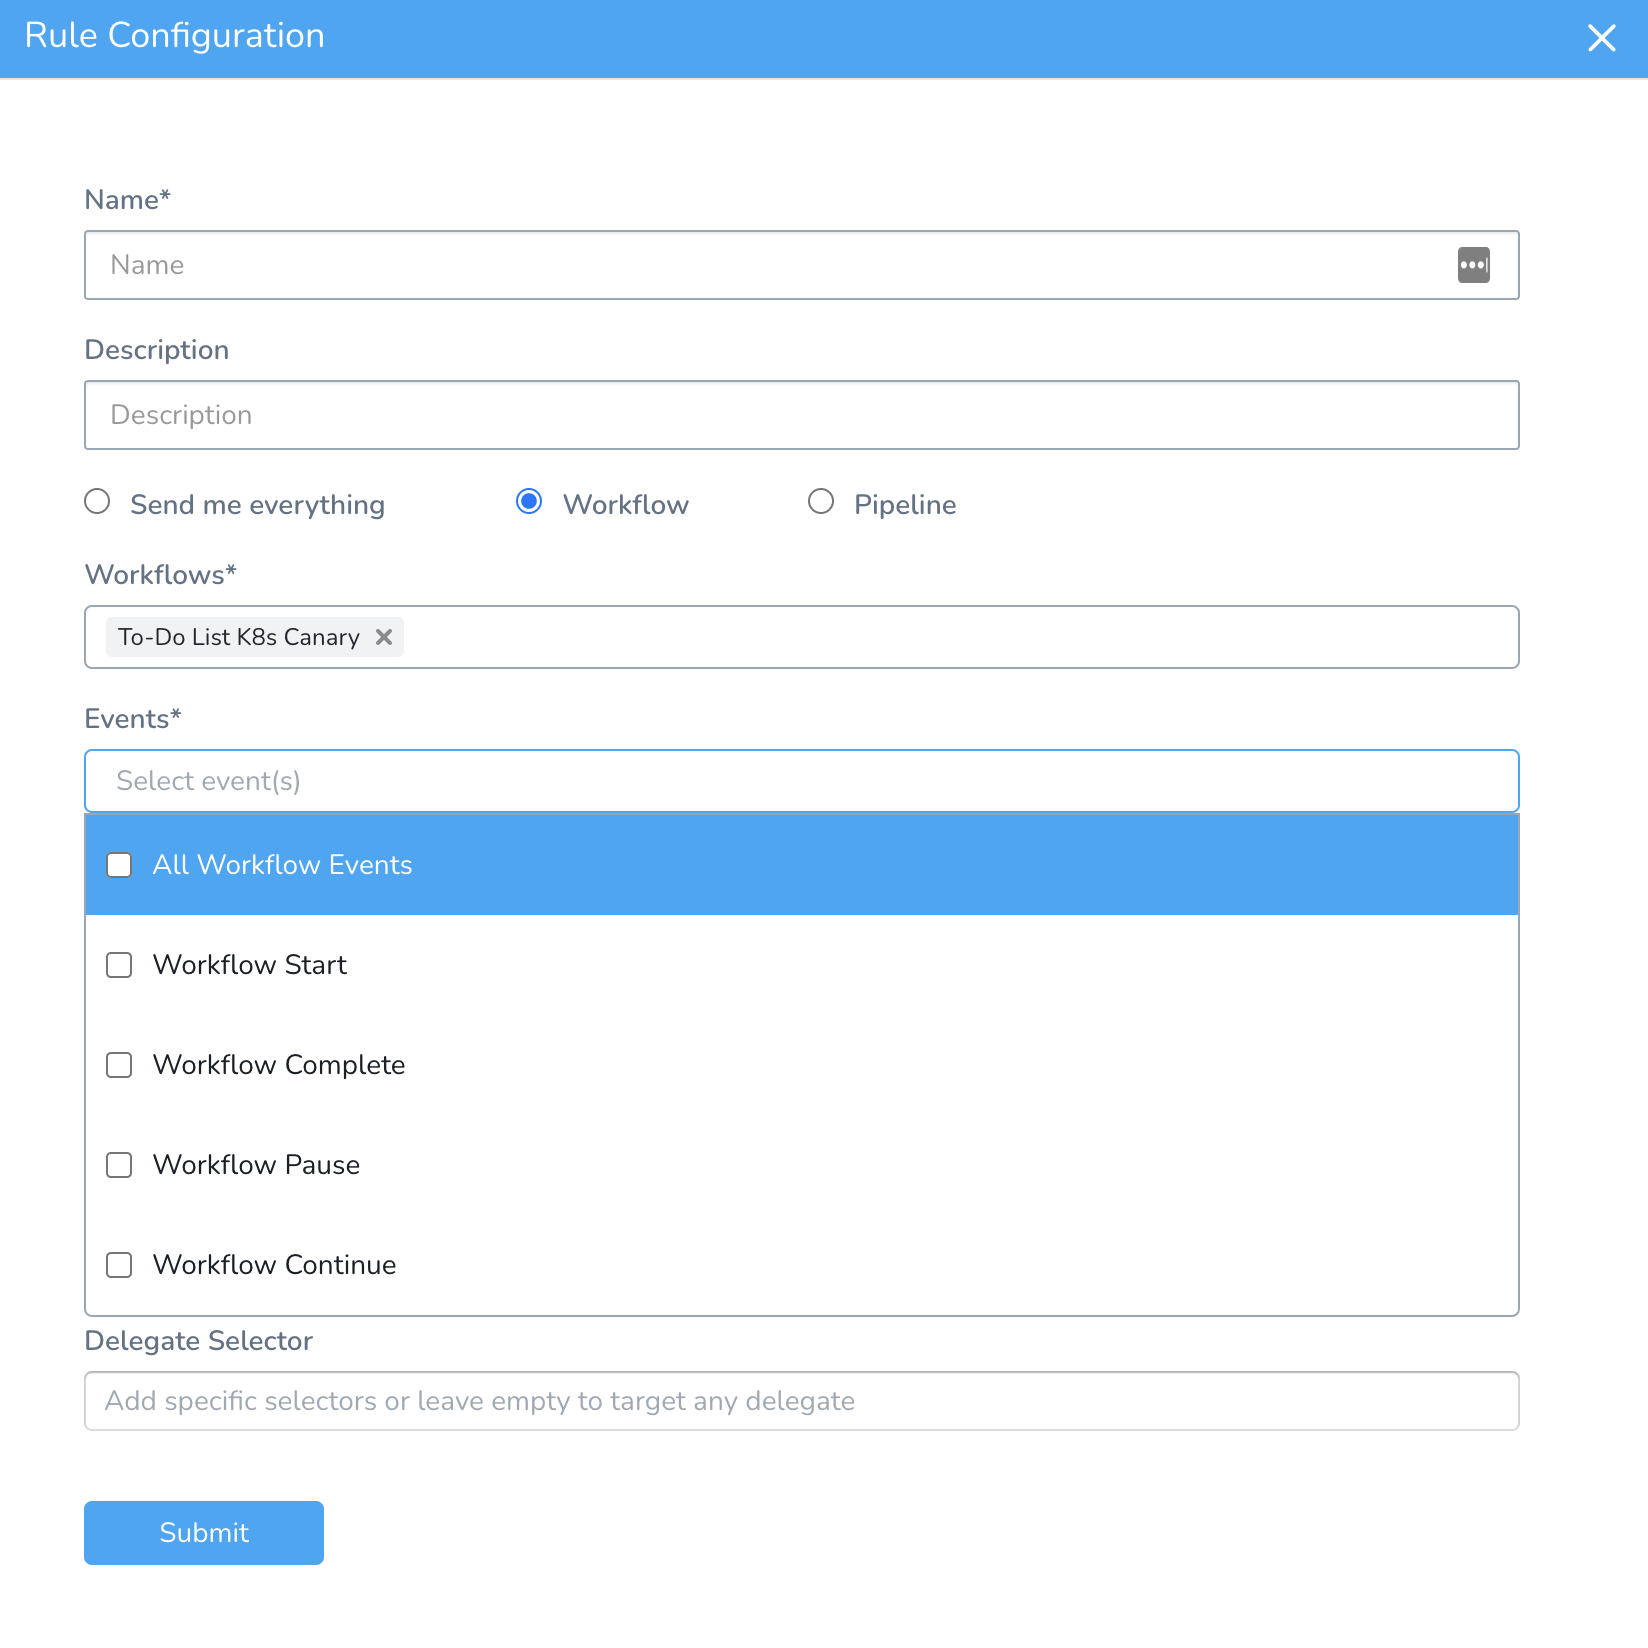 Rule Configuration
Name*
Name
Description
Description
Send me everything Workflow Pipeline
Workflows*
To-Do List K8s Canary
Events*
Select event(s)
All Workflow Events
Workflow Start
Workflow Complete
Workflow Pause
Workflow Continue
Delegate Selector
Add specific selectors or leave empty to target any delegate
Submit